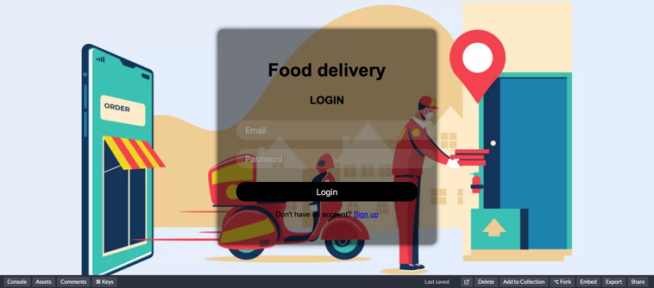 ORDER
Food delivery
LOGIN
Email
Password
Login
Don't have an account? Sign up
Console Assets Comments ⌘ Keys Last saved Delete Add to Collection ⌥ Fork Embed Export Share